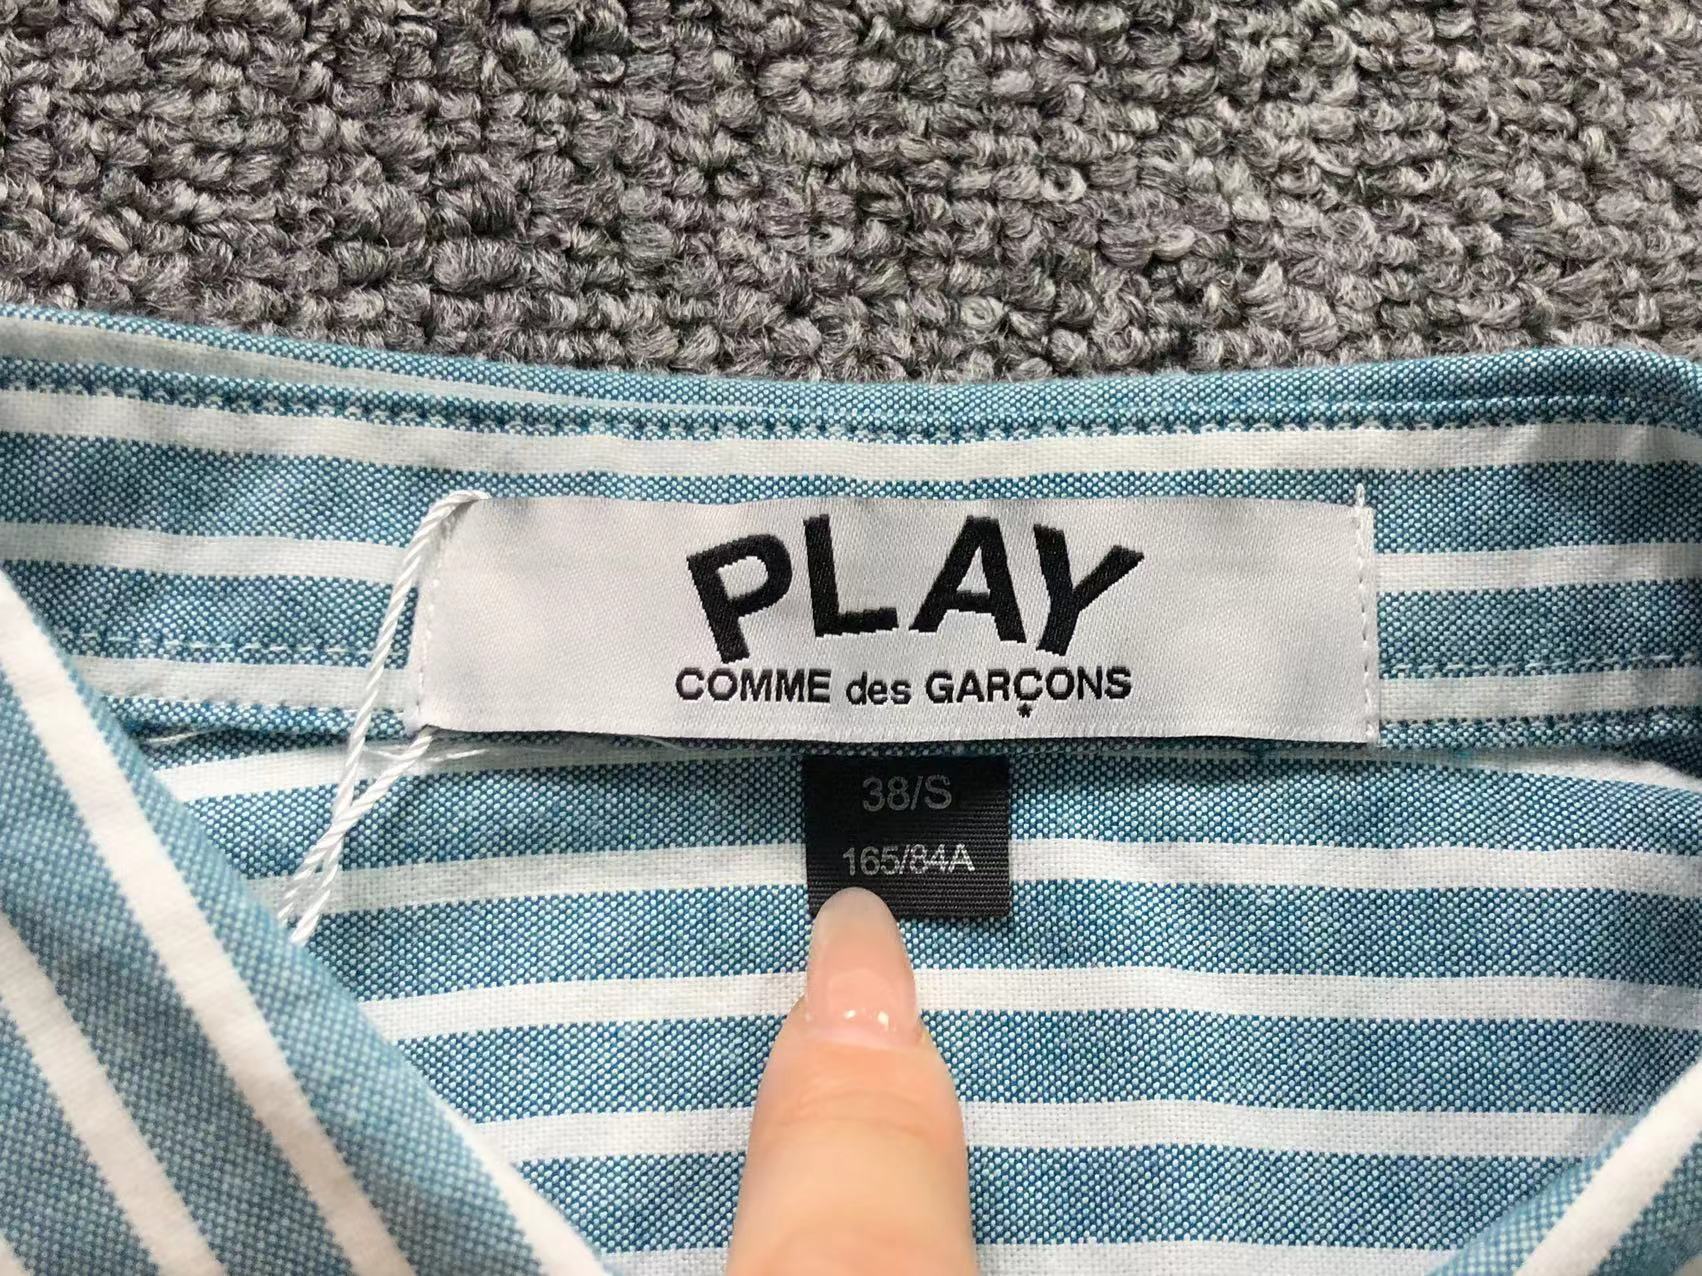 PLAY
COMME des GARÇONS
38/S
165/84A